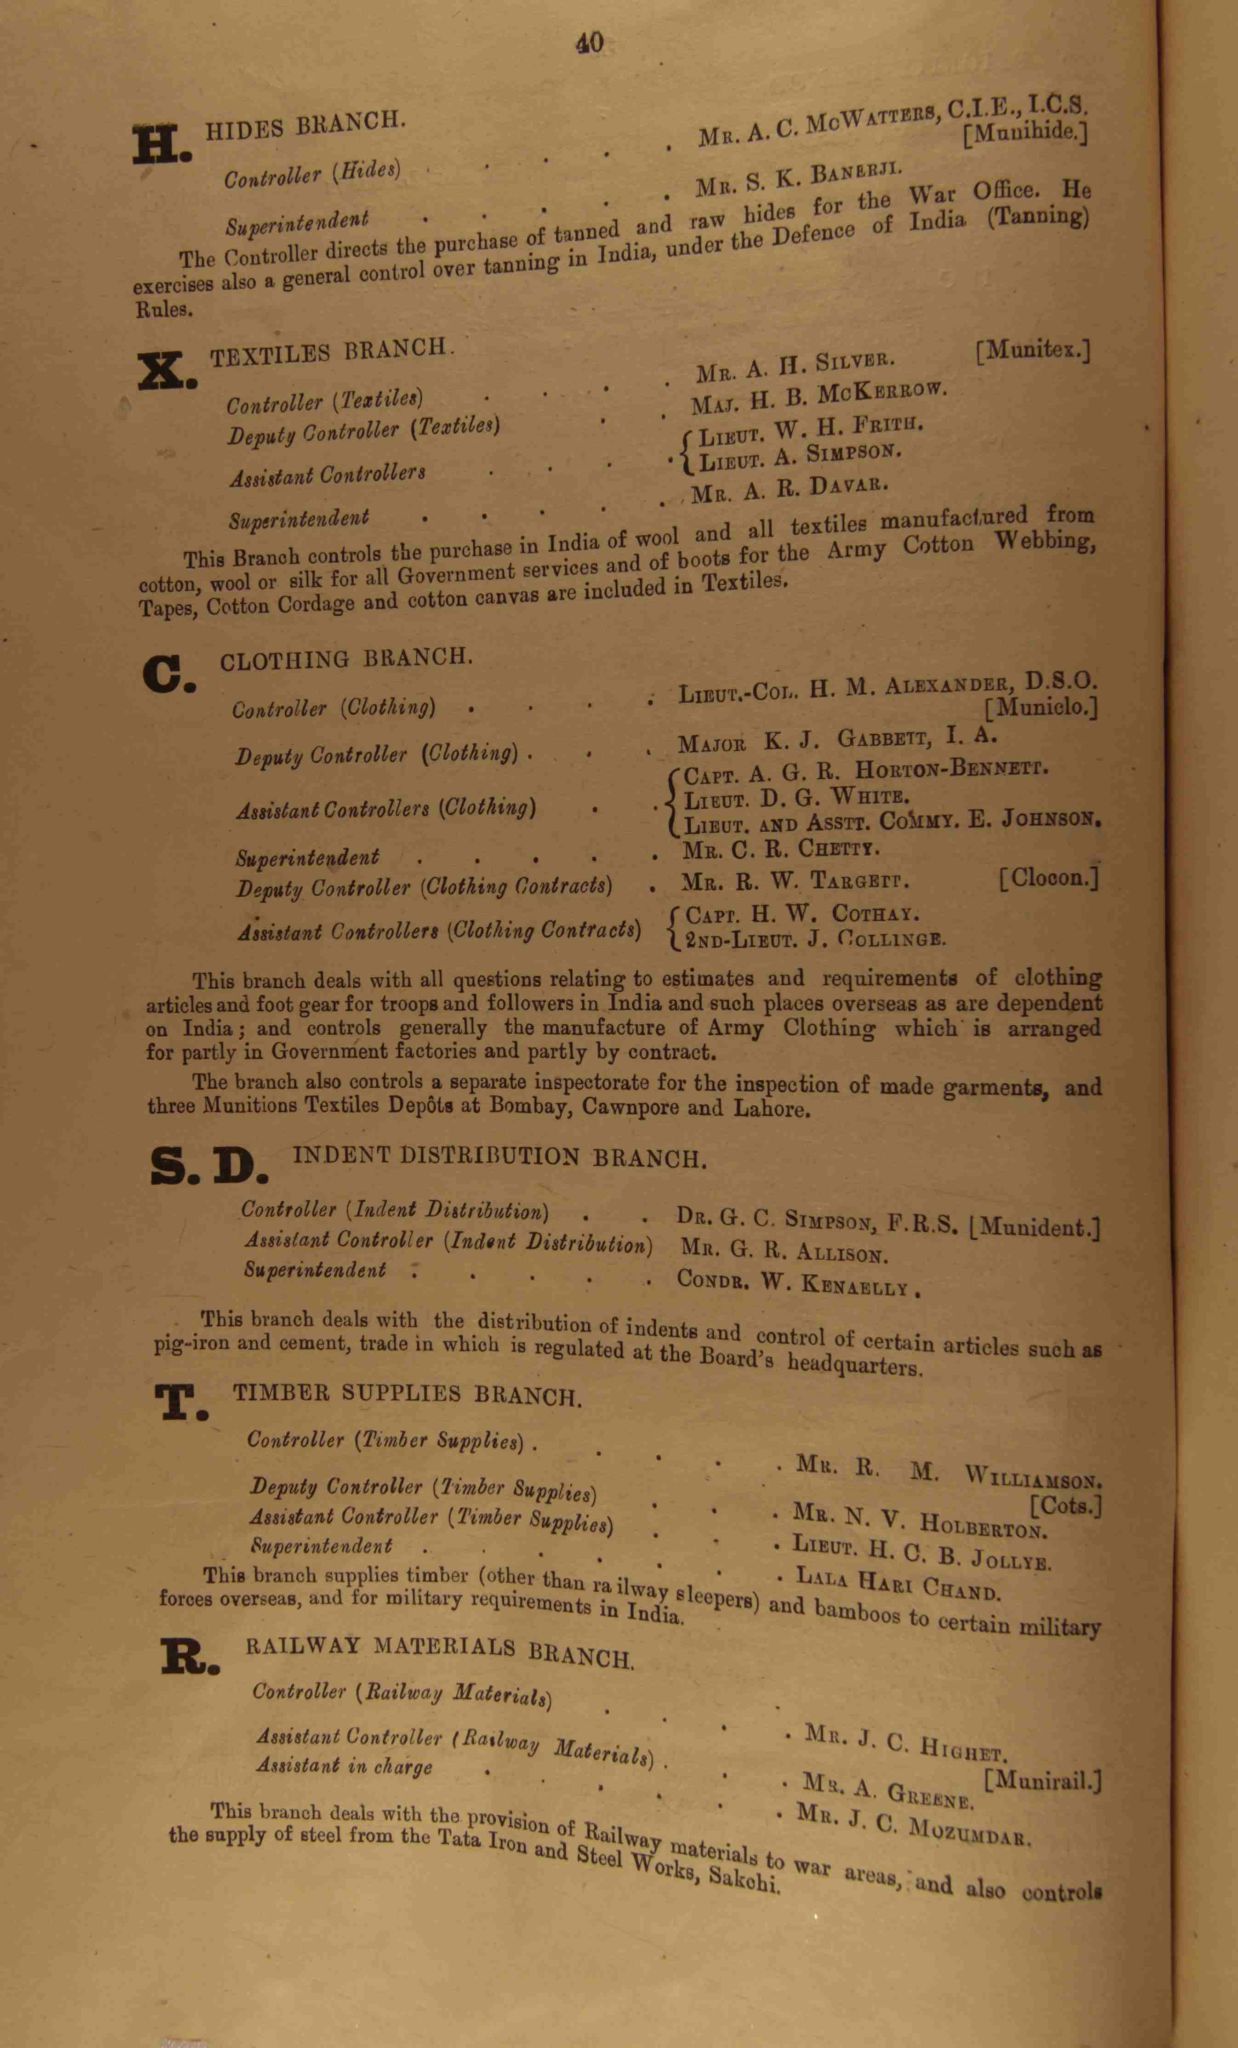 40
H. HIDES BRANCH.
Controller (Hides) . . . . . MR. A. C. MCWATTERS, C.I.E., I.C.S.
[Munihide.]
Superintendent . . . . . MR. S. K. BANERJI.
The Controller directs the purchase of tanned and raw hides for the War Office. He
exercises also a general control over tanning in India, under the Defence of India (Tanning)
Rules.
X. TEXTILES BRANCH.
Controller (Textiles) . . . . MR. A. H. SILVER. [Munitex.]
Deputy Controller (Textiles) . . MAJ. H. B. MCKERROW.
Assistant Controllers . . . . { LIEUT. W. H. FRITH.
LIEUT. A. SIMPSON.
Superintendent . . . . . MR. A. R. DAVAR.
This Branch controls the purchase in India of wool and all textiles manufactured from
cotton, wool or silk for all Government services and of boots for the Army Cotton Webbing,
Tapes, Cotton Cordage and cotton canvas are included in Textiles.
C. CLOTHING BRANCH.
Controller (Clothing) . . . . LIEUT.-COL. H. M. ALEXANDER, D.S.O.
[Municlo.]
Deputy Controller (Clothing) . . . MAJOR K. J. GABBETT, I. A.
Assistant Controllers (Clothing) . . { CAPT. A. G. R. HORTON-BENNETT.
LIEUT. D. G. WHITE.
LIEUT. AND ASSTT. COMMY. E. JOHNSON.
Superintendent . . . . . MR. C. R. CHETTY.
Deputy Controller (Clothing Contracts) . MR. R. W. TARGETT. [Clocon.]
Assistant Controllers (Clothing Contracts) { CAPT. H. W. COTHAY.
2ND-LIEUT. J. COLLINGE.
This branch deals with all questions relating to estimates and requirements of clothing
articles and foot gear for troops and followers in India and such places overseas as are dependent
on India; and controls generally the manufacture of Army Clothing which is arranged
for partly in Government factories and partly by contract.
The branch also controls a separate inspectorate for the inspection of made garments, and
three Munitions Textiles Depôts at Bombay, Cawnpore and Lahore.
S. D. INDENT DISTRIBUTION BRANCH.
Controller (Indent Distribution) . . DR. G. C. SIMPSON, F.R.S. [Munident.]
Assistant Controller (Indent Distribution) MR. G. R. ALLISON.
Superintendent . . . . . CONDR. W. KENAELLY.
This branch deals with the distribution of indents and control of certain articles such as
pig-iron and cement, trade in which is regulated at the Board's headquarters.
T. TIMBER SUPPLIES BRANCH.
Controller (Timber Supplies) . . . . . MR. R. M. WILLIAMSON.
[Cots.]
Deputy Controller (Timber Supplies) . . . MR. N. V. HOLBERTON.
Assistant Controller (Timber Supplies) . . . LIEUT. H. C. B. JOLLYE.
Superintendent . . . . . . LALA HARI CHAND.
This branch supplies timber (other than railway sleepers) and bamboos to certain military
forces overseas, and for military requirements in India.
R. RAILWAY MATERIALS BRANCH.
Controller (Railway Materials) . . . . MR. J. C. HIGHET.
[Munirail.]
Assistant Controller (Railway Materials) . . . MR. A. GREENE.
Assistant in charge . . . . . MR. J. C. MOZUMDAR.
This branch deals with the provision of Railway materials to war areas, and also controls
the supply of steel from the Tata Iron and Steel Works, Sakchi.